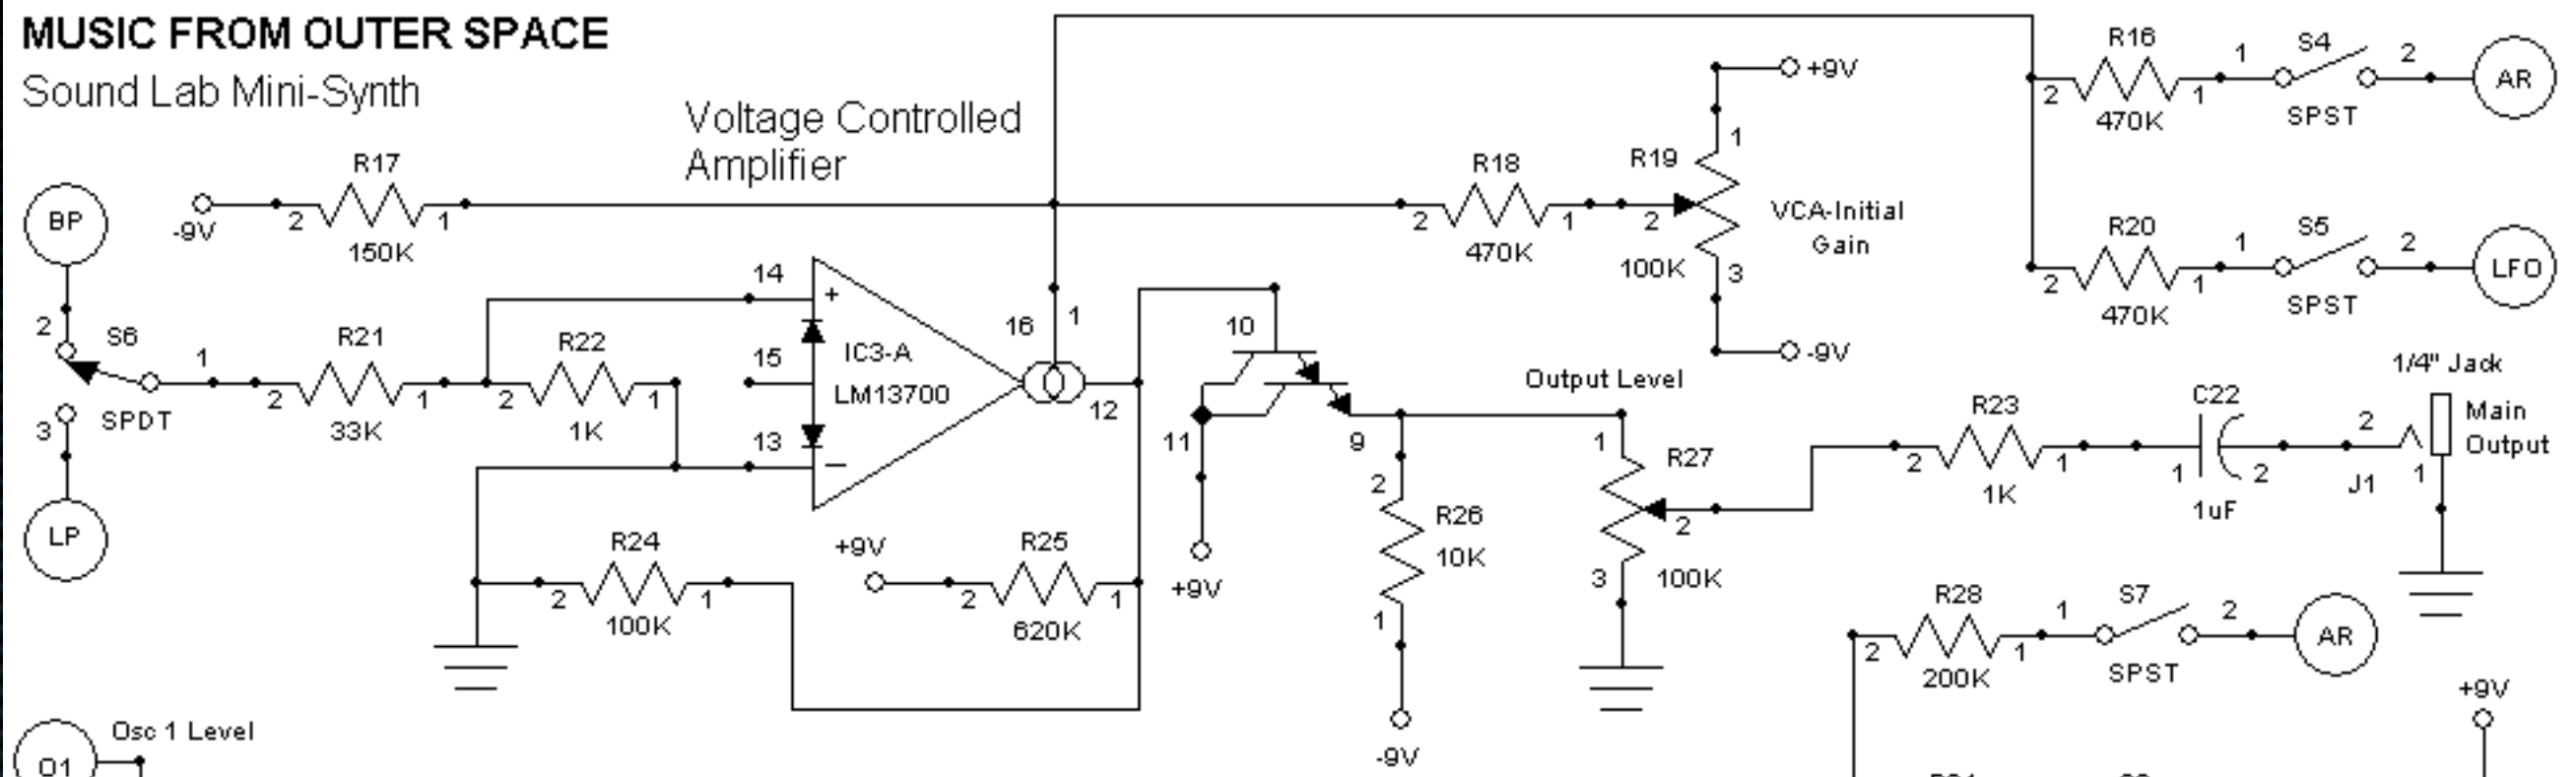 MUSIC FROM OUTER SPACE
Sound Lab Mini-Synth
Voltage Controlled
Amplifier
R17
-9V
2
1
150K
BP
2
S6
1
3
SPDT
LP
R21
2
1
33K
R22
2
1
1K
14
+
15
13
−
IC3-A
LM13700
16
1
12
R24
2
1
100K
+9V
R25
2
1
620K
10
11
9
+9V
R18
2
1
470K
R19
+9V
1
2
100K
3
-9V
VCA-Initial
Gain
R16
2
1
470K
1
S4
2
SPST
AR
R20
2
1
470K
1
S5
2
SPST
LFO
Output Level
1
R27
2
3
100K
2
R26
10K
1
-9V
R23
2
1
1K
C22
1
2
1uF
1/4" Jack
2
Main
Output
1
J1
R28
2
1
200K
1
S7
2
SPST
AR
+9V
Osc 1 Level
O1